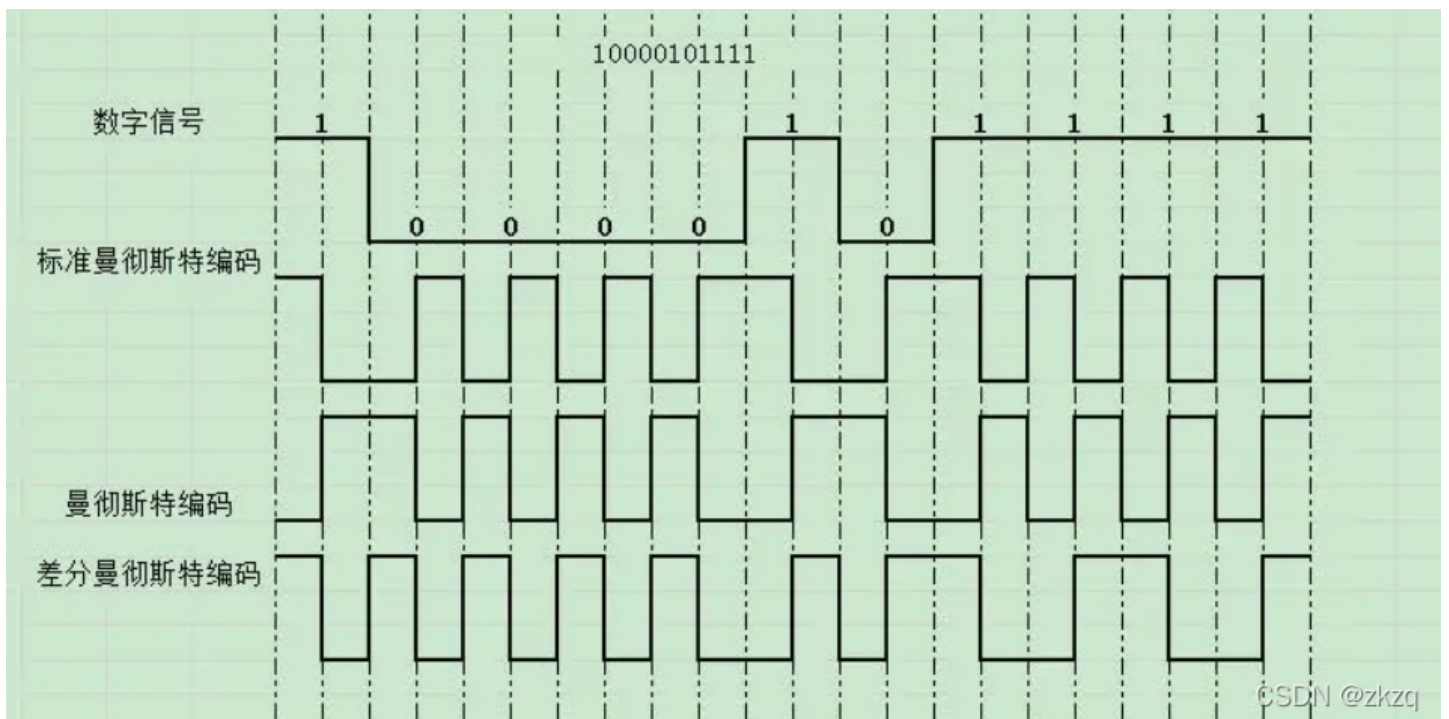 10000101111
数字信号
1 1 1 1 1 1
0 0 0 0 0
标准曼彻斯特编码
曼彻斯特编码
差分曼彻斯特编码
CSDN @zkzq